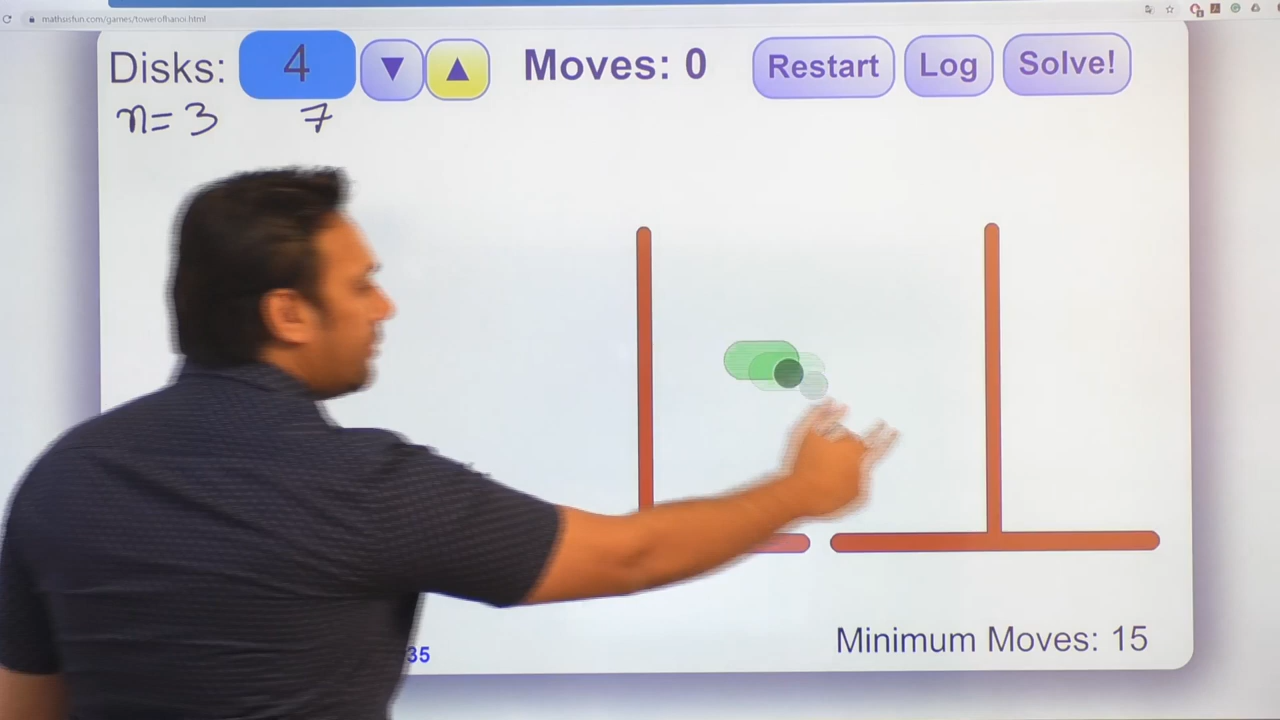 mathsisfun.com/games/towerofhanoi.html
Disks: 4 ▼ ▲ Moves: 0 Restart Log Solve!
n=3 7
35
Minimum Moves: 15